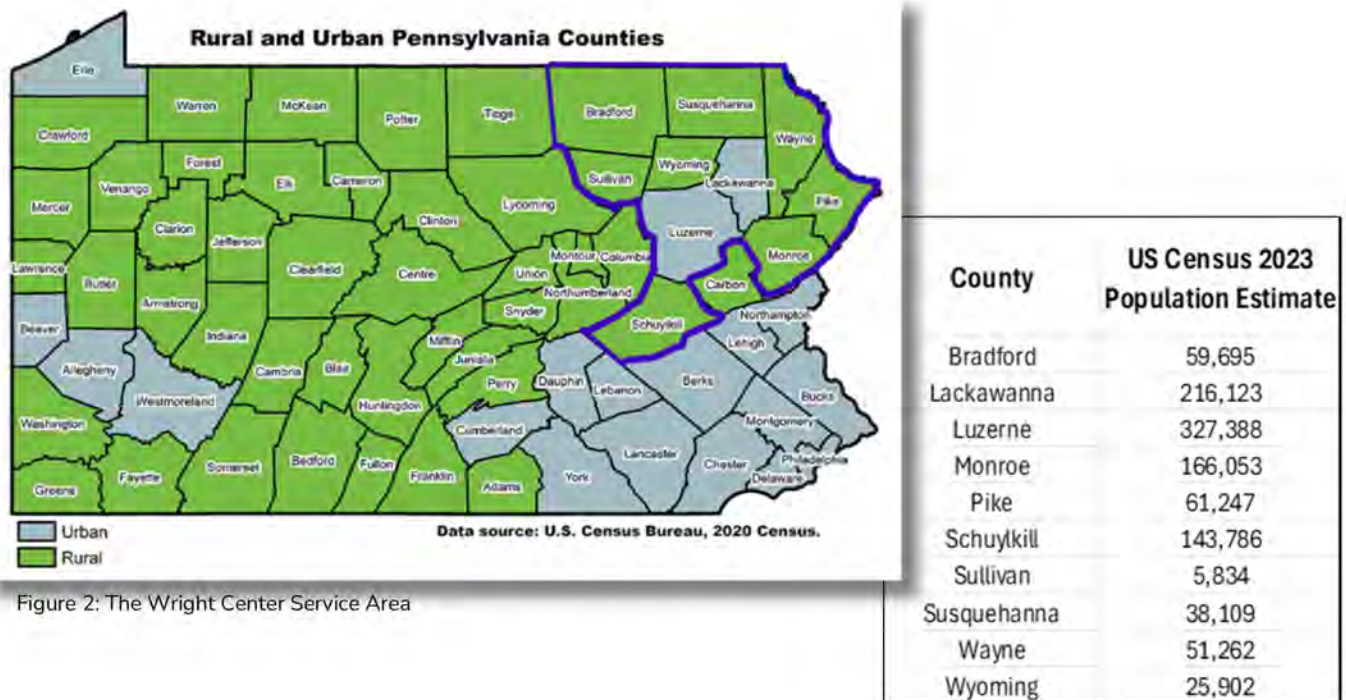 Rural and Urban Pennsylvania Counties
Erie
Warren
McKean
Potter
Tioga
Bradford
Susquehanna
Crawford
Wayne
Forest
Wyoming
Venango
Elk
Cameron
Sullivan
Lackawanna
Mercer
Lycoming
Pike
Clarion
Clinton
Luzerne
Jefferson
Montour
Columbia
Monroe
Lawrence
Clearfield
Centre
Union
Butler
Carbon
Northumberland
Armstrong
Snyder
Northampton
Beaver
Indiana
Schuylkill
Mifflin
Lehigh
Juniata
Allegheny
Cambria
Blair
Perry
Dauphin
Lebanon
Berks
Westmoreland
Bucks
Huntingdon
Washington
Cumberland
Montgomery
Lancaster
Philadelphia
Somerset
Bedford
Fulton
Chester
Fayette
Franklin
York
Delaware
Greene
Adams
Urban
Rural
Data source: U.S. Census Bureau, 2020 Census.
Figure 2: The Wright Center Service Area
County US Census 2023 Population Estimate
Bradford 59,695
Lackawanna 216,123
Luzerne 327,388
Monroe 166,053
Pike 61,247
Schuylkill 143,786
Sullivan 5,834
Susquehanna 38,109
Wayne 51,262
Wyoming 25,902